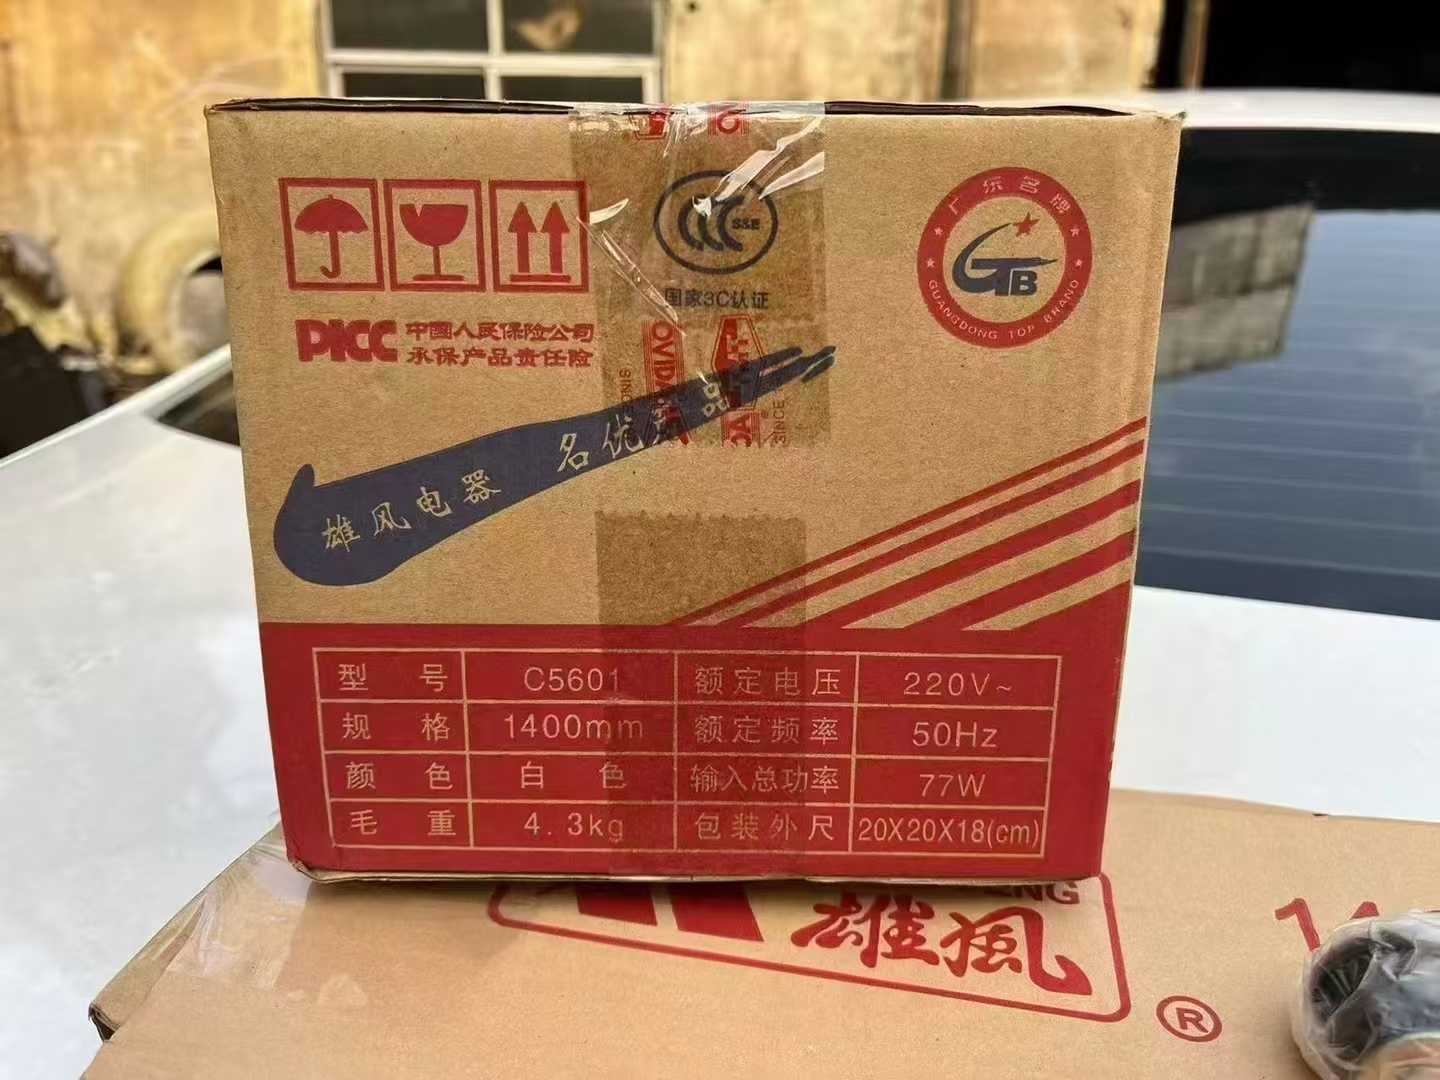 S&E
国家3C认证
广东名牌
GTB
GUANGDONG TOP BRAND
PICC 中国人民保险公司
承保产品责任险
SINCE
雄风电器 名优产品
型号 C5601 额定电压 220V~
规格 1400mm 额定频率 50Hz
颜色 白色 输入总功率 77W
毛重 4.3kg 包装外尺 20X20X18(cm)
雄風
®